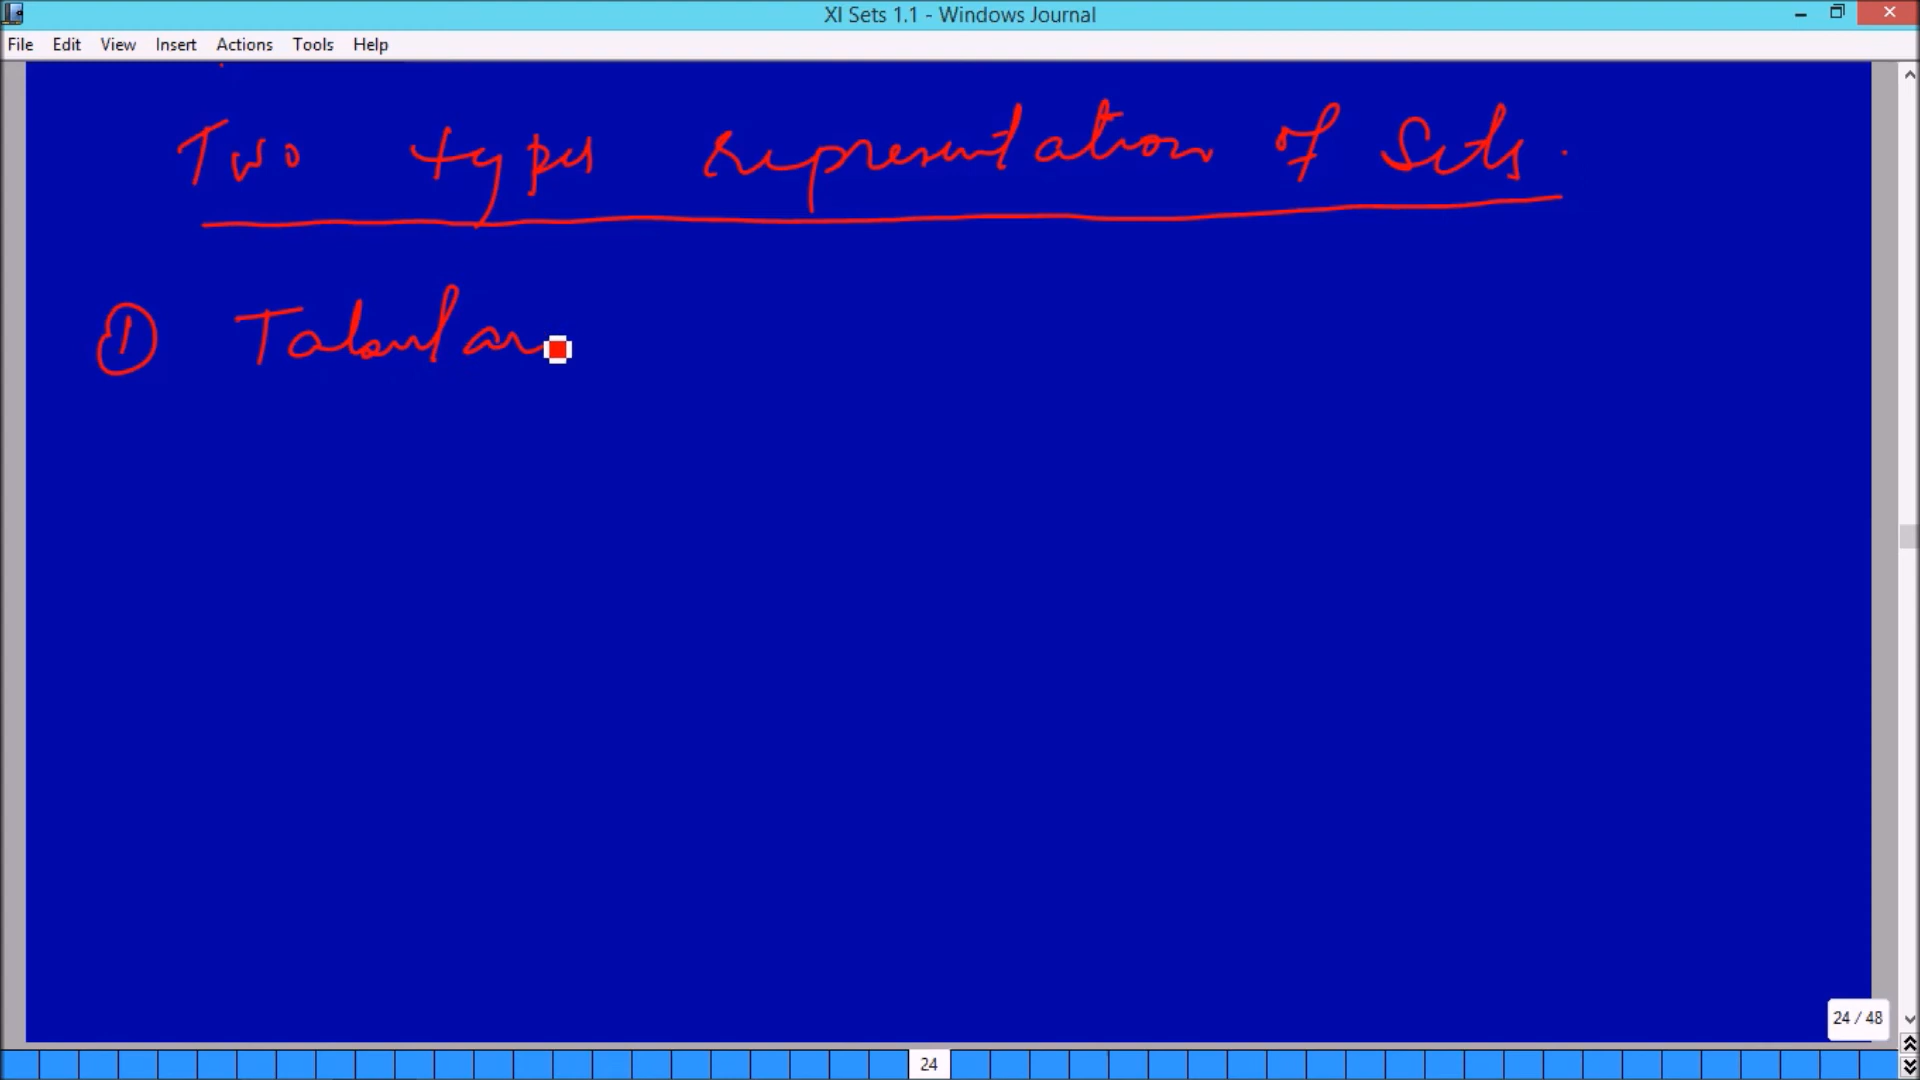 XI Sets 1.1 - Windows Journal
File Edit View Insert Actions Tools Help
Two types representation of Sets.
① Tabular
24 / 48
24